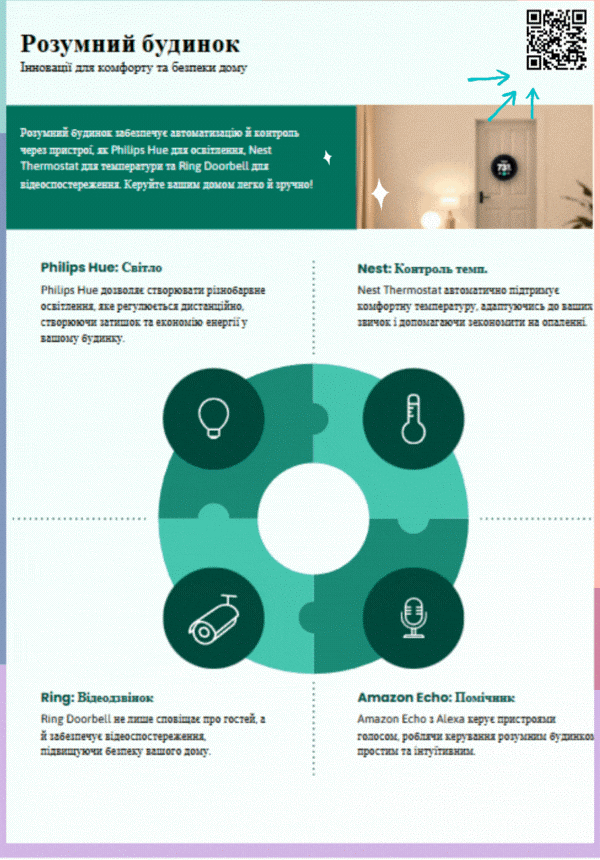 Розумний будинок
Інновації для комфорту та безпеки дому
Розумний будинок забезпечує автоматизацію й контроль
через пристрої, як Philips Hue для освітлення, Nest
Thermostat для температури та Ring Doorbell для
відеоспостереження. Керуйте вашим домом легко й зручно!
731
Philips Hue: Світло
Philips Hue дозволяє створювати різнобарвне
освітлення, яке регулюється дистанційно,
створюючи затишок та економію енергії у
вашому будинку.
Nest: Контроль темп.
Nest Thermostat автоматично підтримує
комфортну температуру, адаптуючись до ваших
звичок і допомагаючи зекономити на опаленні.
Ring: Відеодзвінок
Ring Doorbell не лише сповіщає про гостей, а
й забезпечує відеоспостереження,
підвищуючи безпеку вашого дому.
Amazon Echo: Помічник
Amazon Echo з Alexa керує пристроями
голосом, роблячи керування розумним будинком
простим та інтуїтивним.